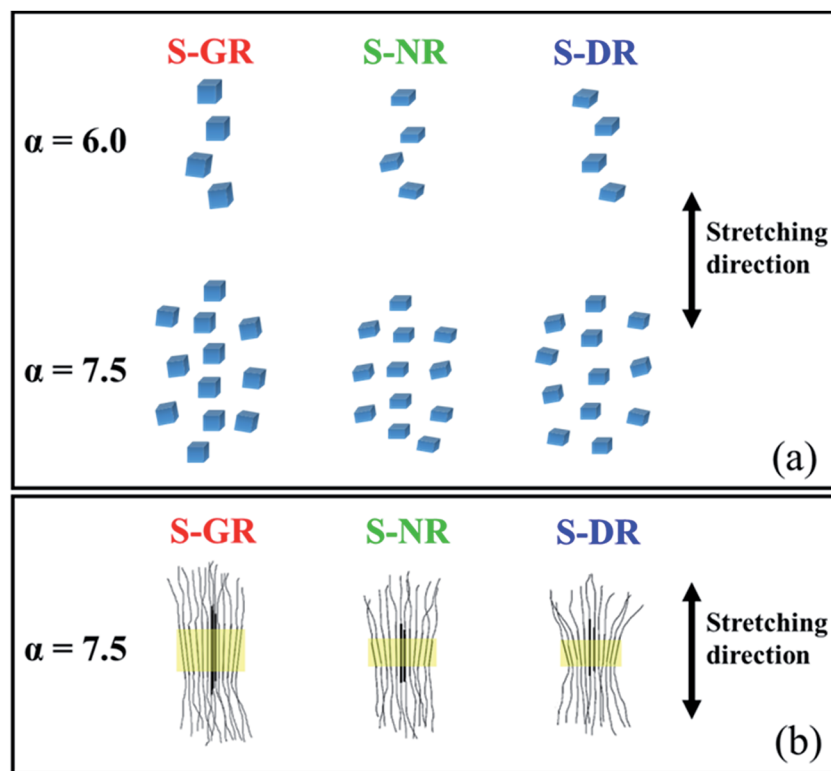 S-GR S-NR S-DR
α = 6.0
Stretching
direction
α = 7.5
(a)
S-GR S-NR S-DR
α = 7.5
Stretching
direction
(b)